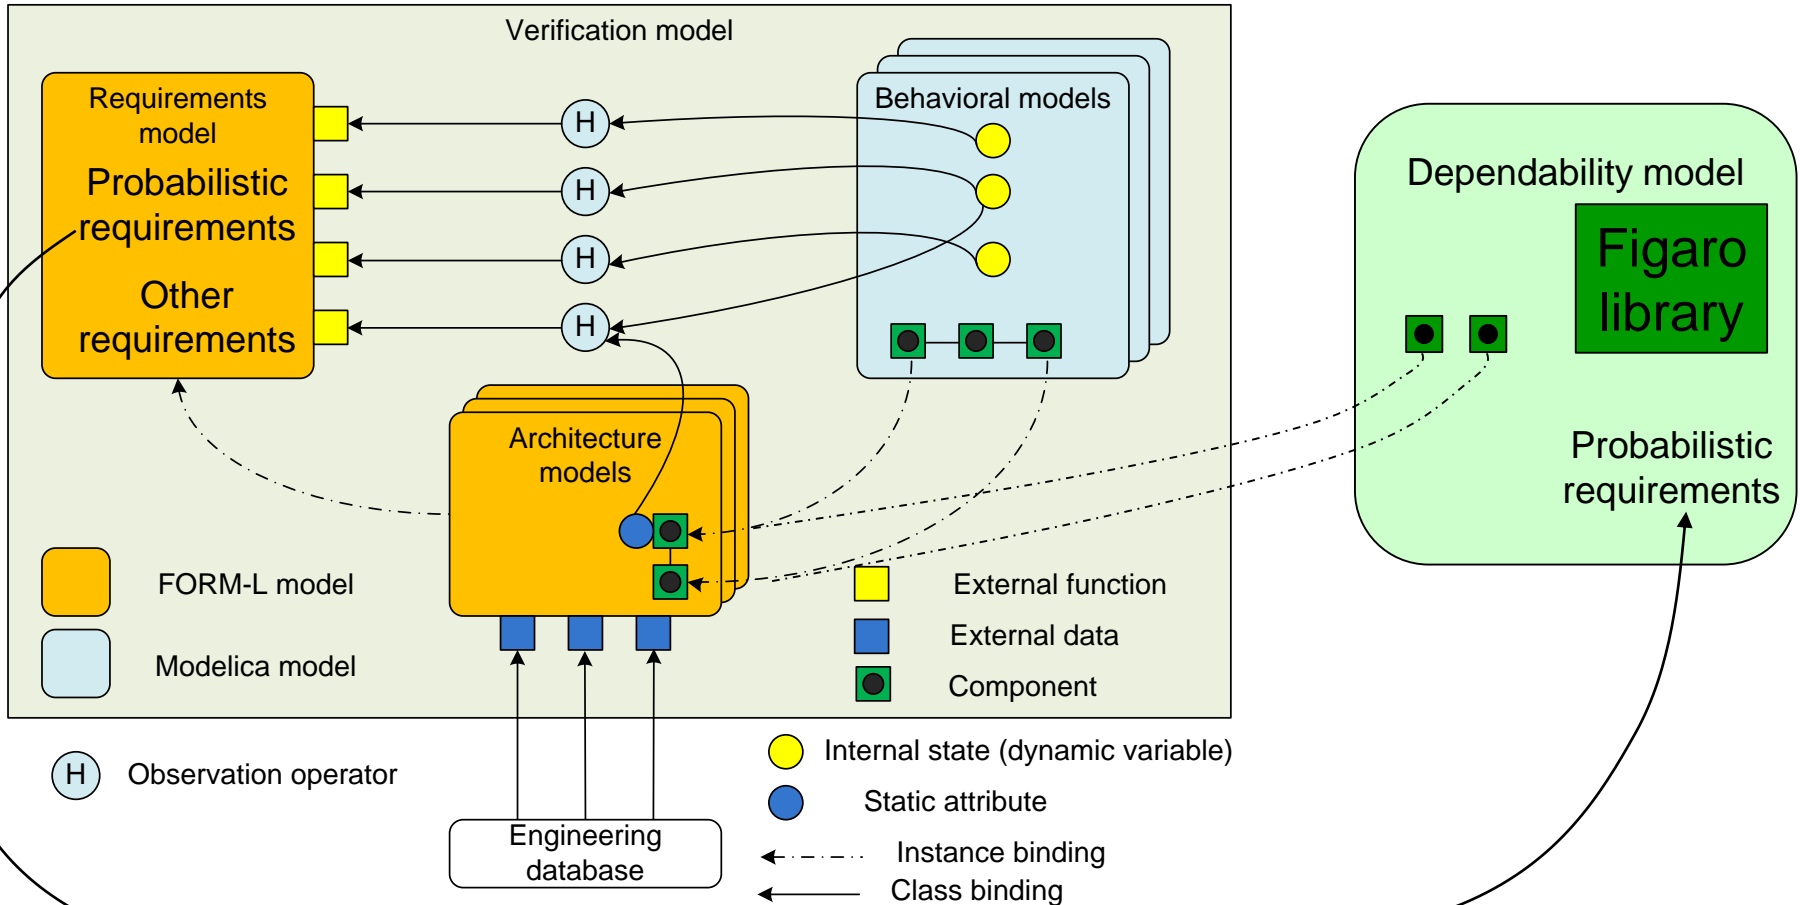 Verification model
Requirements
model
Probabilistic
requirements
Other
requirements
H
H
H
H
Behavioral models
Architecture
models
FORM-L model
Modelica model
External function
External data
Component
Dependability model
Figaro
library
Probabilistic
requirements
H
Observation operator
Engineering
database
Internal state (dynamic variable)
Static attribute
Instance binding
Class binding